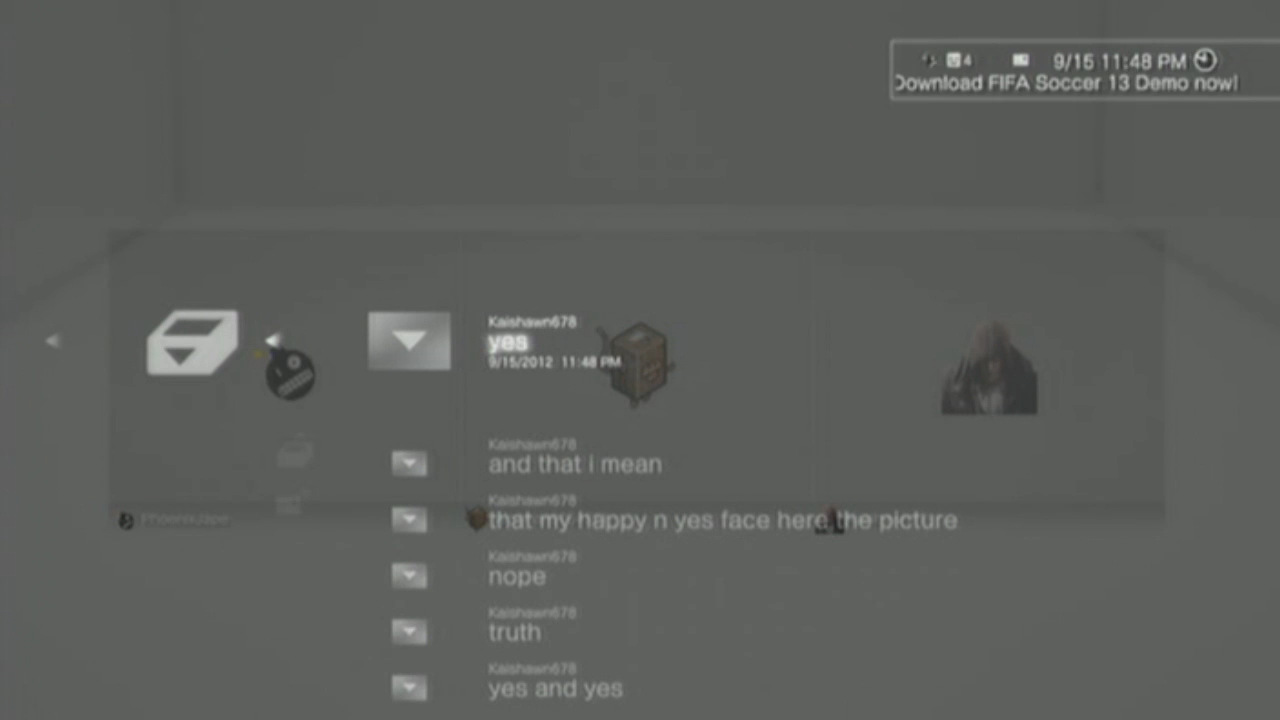 4 9/15 11:48 PM
Download FIFA Soccer 13 Demo now!
Kaishawn678
yes
9/15/2012 11:48 PM
Kaishawn678
and that i mean
Kaishawn678
that my happy n yes face here the picture
Kaishawn678
nope
Kaishawn678
truth
Kaishawn678
yes and yes